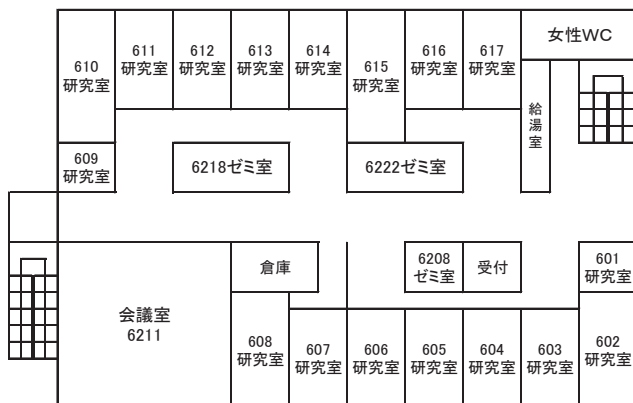 610
研究室
611
研究室
612
研究室
613
研究室
614
研究室
615
研究室
616
研究室
617
研究室
女性WC
給湯室
609
研究室
6218ゼミ室
6222ゼミ室
倉庫
6208
ゼミ室
受付
601
研究室
会議室
6211
608
研究室
607
研究室
606
研究室
605
研究室
604
研究室
603
研究室
602
研究室